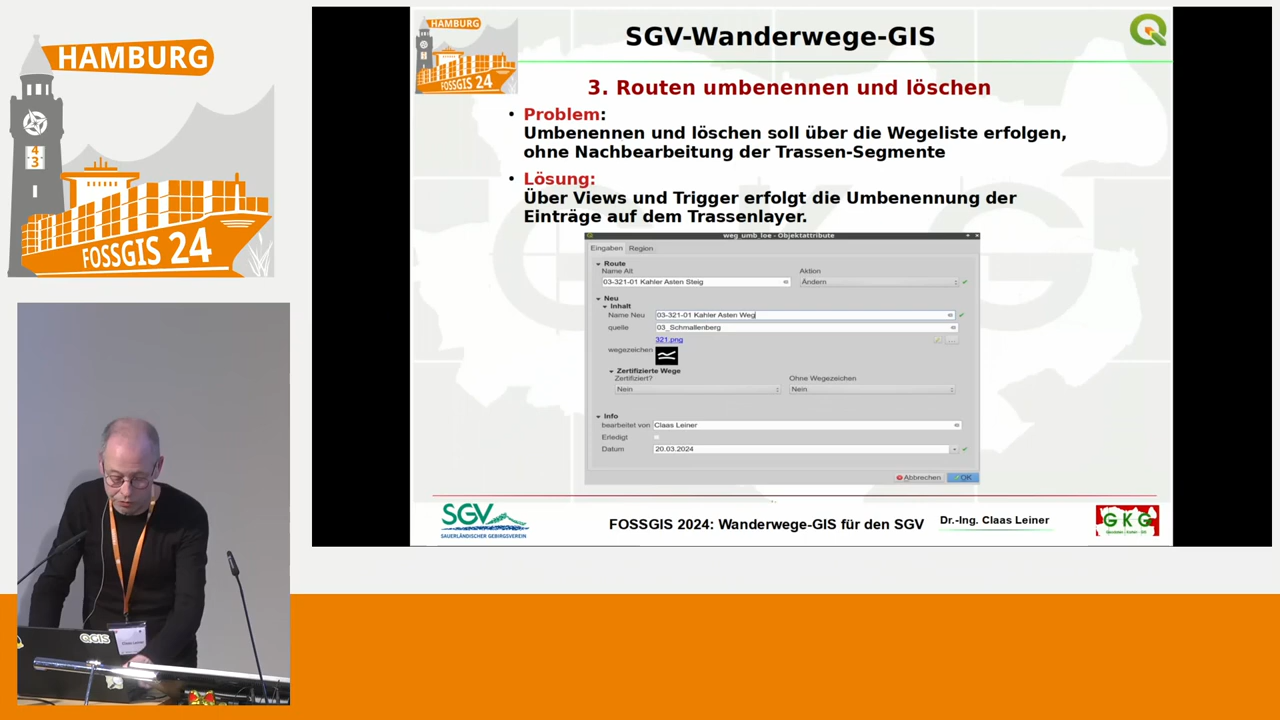 HAMBURG
4
3
FOSSGIS 24
HAMBURG
FOSSGIS 24
SGV-Wanderwege-GIS
3. Routen umbenennen und löschen
• Problem:
Umbenennen und löschen soll über die Wegeliste erfolgen,
ohne Nachbearbeitung der Trassen-Segmente
• Lösung:
Über Views und Trigger erfolgt die Umbenennung der
Einträge auf dem Trassenlayer.
weg_umb_loe - Objektattribute
Eingaben Region
Route
Name Alt Aktion
03-321-01 Kahler Asten Steig Ändern
Neu
Inhalt
Name Neu 03-321-01 Kahler Asten Weg
quelle 03_Schmallenberg
321.png
wegezeichen
Zertifizierte Wege
Zertifiziert? Ohne Wegezeichen
Nein Nein
Info
bearbeitet von Claas Leiner
Erledigt
Datum 20.03.2024
Abbrechen OK
SGV
SAUERLÄNDISCHER GEBIRGSVEREIN
FOSSGIS 2024: Wanderwege-GIS für den SGV
Dr.-Ing. Claas Leiner
GKG
QGIS